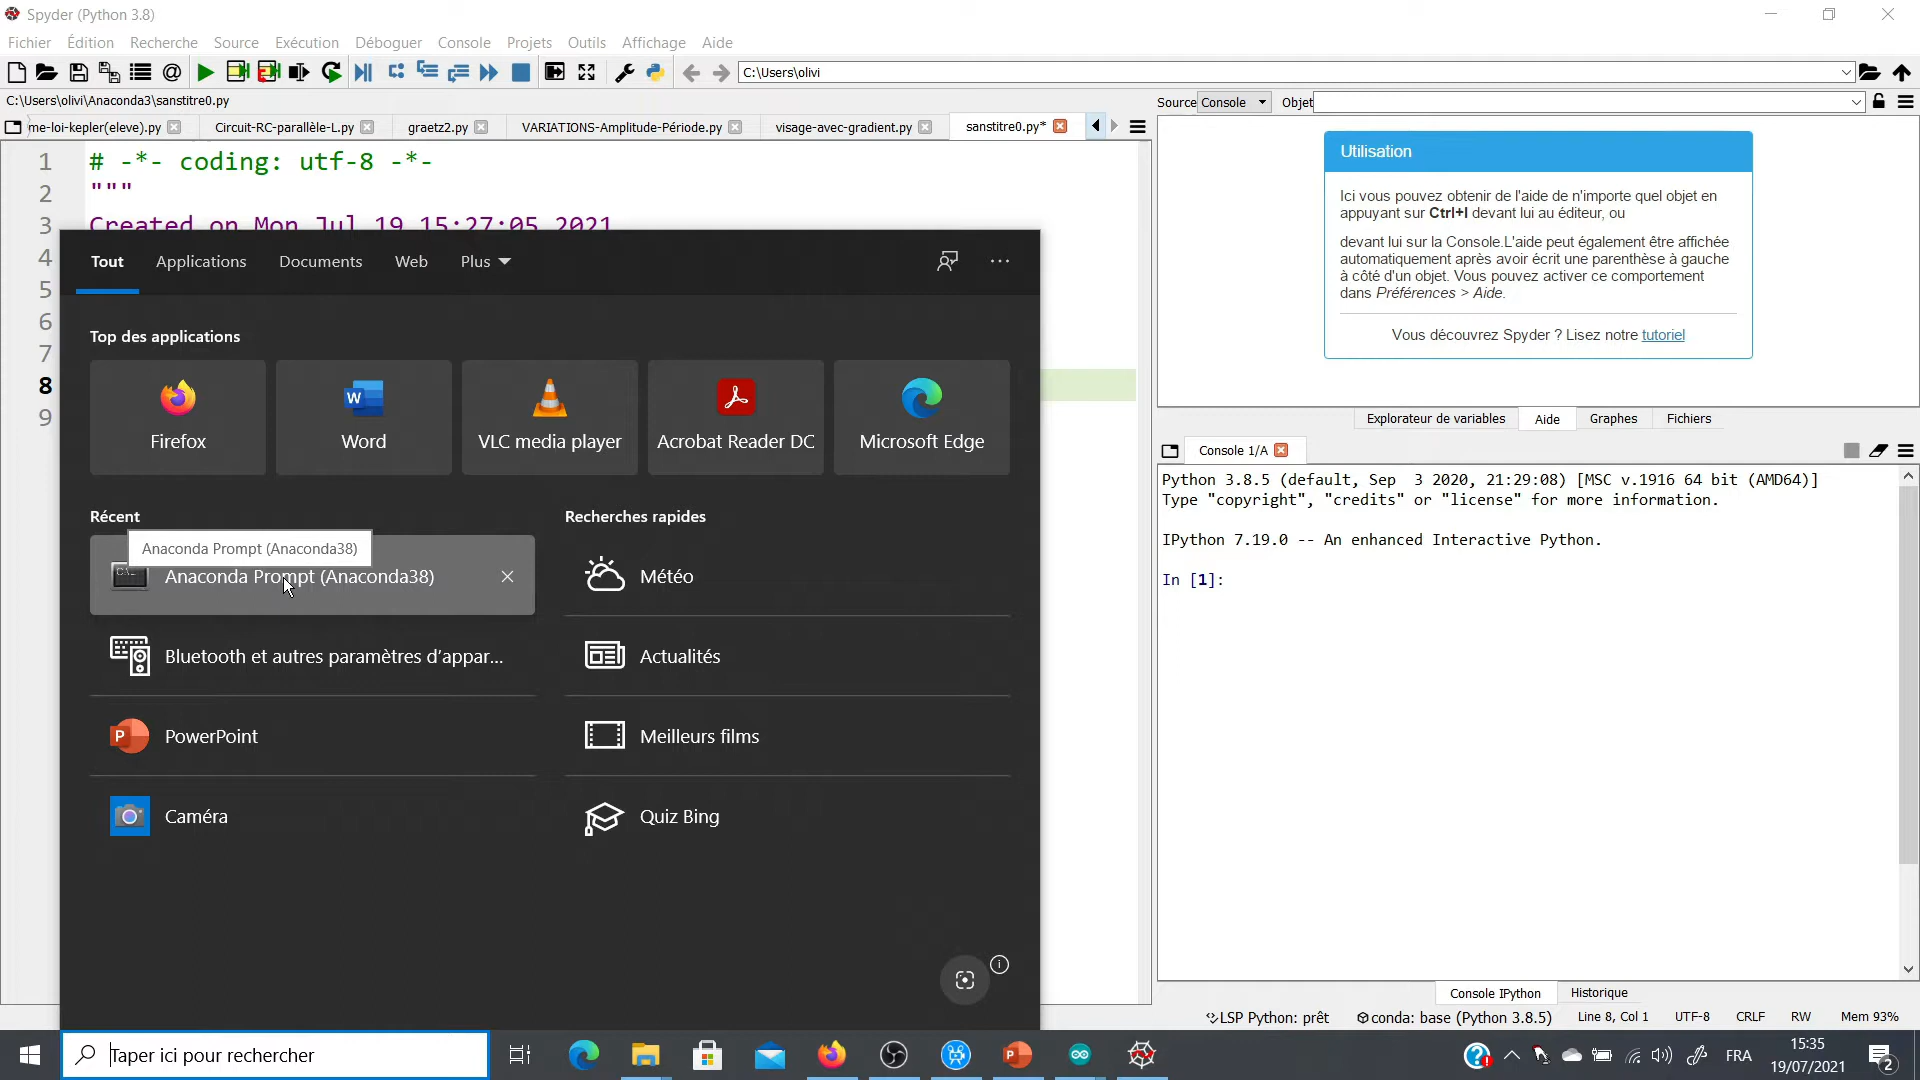 Spyder (Python 3.8)
Fichier Édition Recherche Source Exécution Déboguer Console Projets Outils Affichage Aide
C:\Users\olivi
C:\Users\olivi\Anaconda3\sanstitre0.py
Source Console Objet
me-loi-kepler(eleve).py Circuit-RC-parallèle-L.py graetz2.py VARIATIONS-Amplitude-Période.py visage-avec-gradient.py sanstitre0.py*
1 # -*- coding: utf-8 -*-
2 """
3 Created on Mon Jul 19 15:27:05 2021
4
5
6
7
8
9
Tout Applications Documents Web Plus
Top des applications
Firefox Word VLC media player Acrobat Reader DC Microsoft Edge
Récent
Anaconda Prompt (Anaconda38)
Anaconda Prompt (Anaconda38)
Bluetooth et autres paramètres d’appar...
PowerPoint
Caméra
Recherches rapides
Météo
Actualités
Meilleurs films
Quiz Bing
Utilisation
Ici vous pouvez obtenir de l'aide de n'importe quel objet en
appuyant sur Ctrl+I devant lui au éditeur, ou
devant lui sur la Console.L'aide peut également être affichée
automatiquement après avoir écrit une parenthèse à gauche
à côté d'un objet. Vous pouvez activer ce comportement
dans Préférences > Aide.
Vous découvrez Spyder ? Lisez notre tutoriel
Explorateur de variables Aide Graphes Fichiers
Console 1/A
Python 3.8.5 (default, Sep  3 2020, 21:29:08) [MSC v.1916 64 bit (AMD64)]
Type "copyright", "credits" or "license" for more information.
IPython 7.19.0 -- An enhanced Interactive Python.
In [1]:
Console IPython Historique
LSP Python: prêt conda: base (Python 3.8.5) Line 8, Col 1 UTF-8 CRLF RW Mem 93%
Taper ici pour rechercher
FRA
15:35
19/07/2021
2